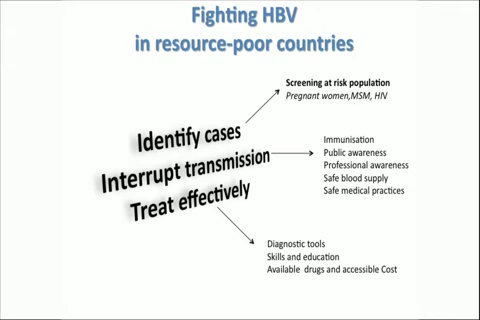 Fighting HBV
in resource-poor countries
Screening at risk population
Pregnant women,MSM, HIV
Identify cases
Interrupt transmission
Treat effectively
Immunisation
Public awareness
Professional awareness
Safe blood supply
Safe medical practices
Diagnostic tools
Skills and education
Available drugs and accessible Cost